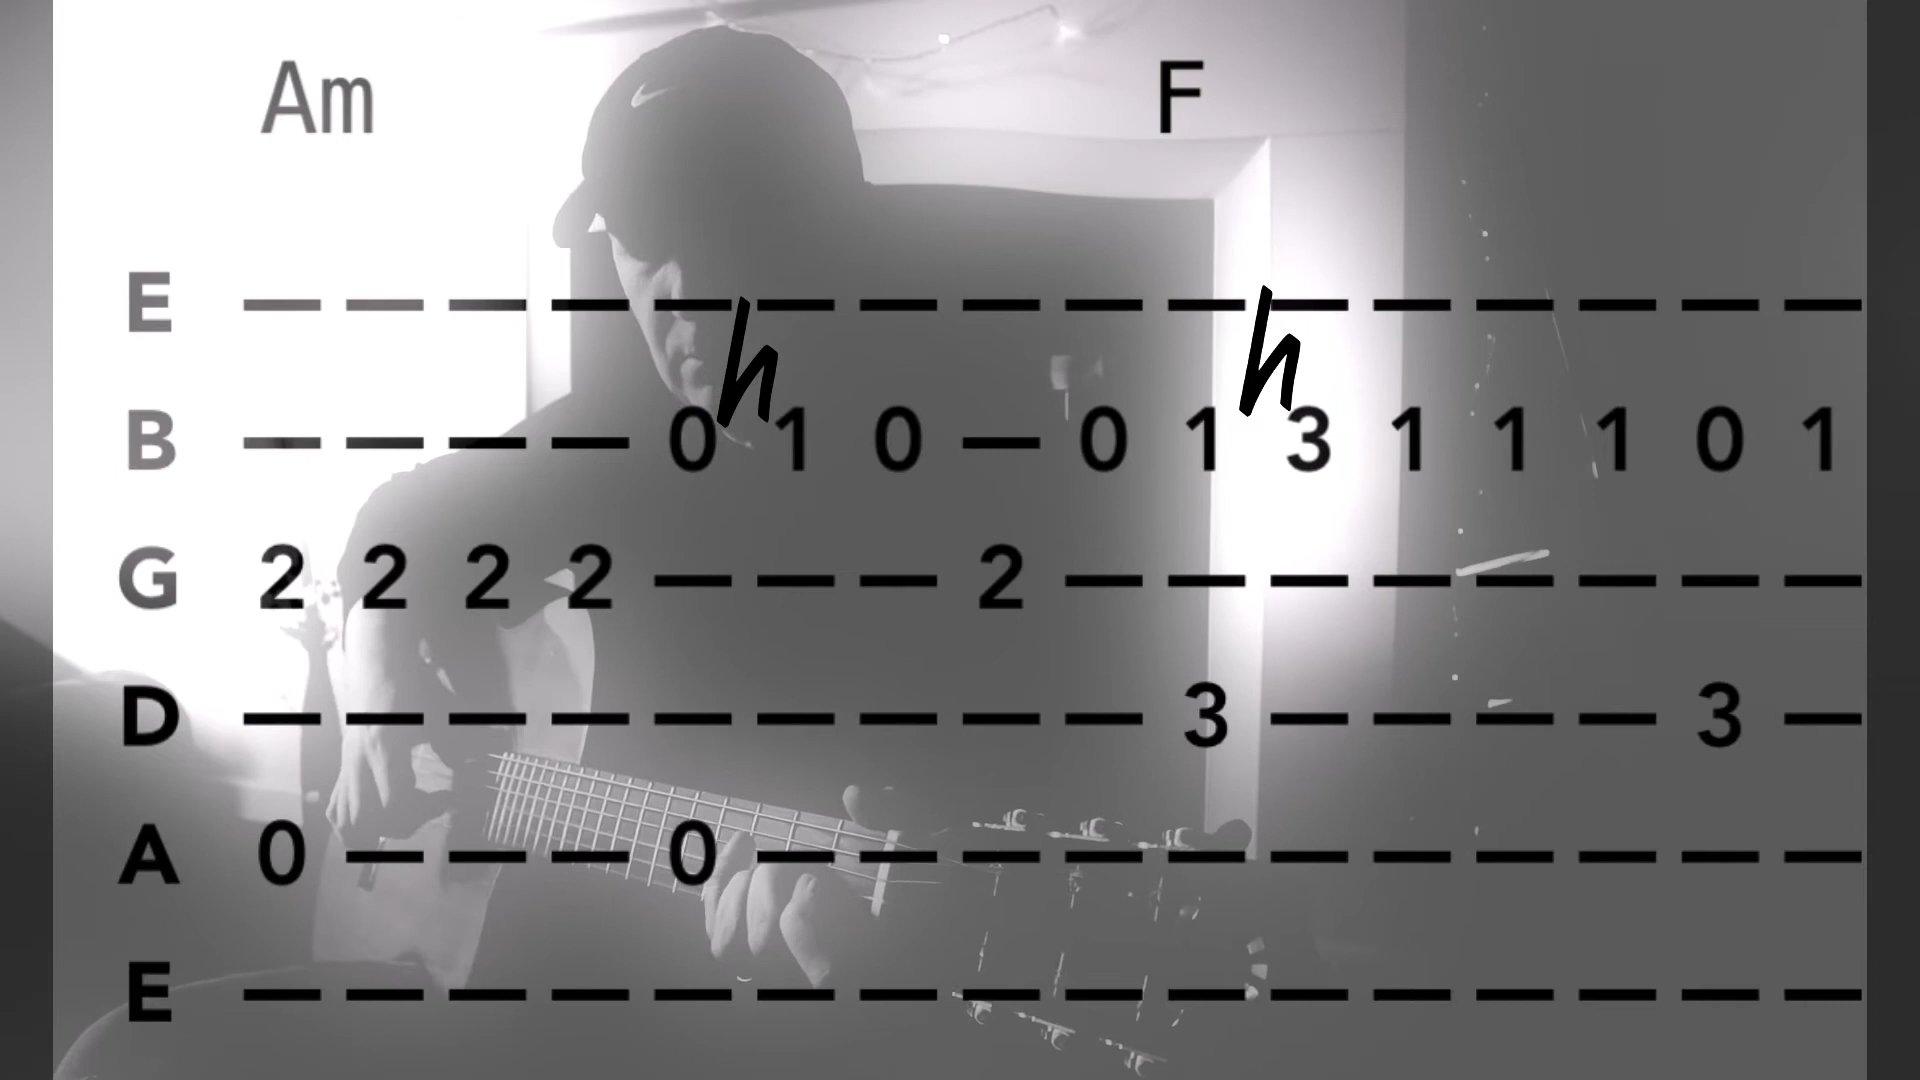 Am F
E — — — — — — — — — — — — — — — —
h h
B — — — — 0 1 0 — 0 1 3 1 1 1 0 1
G 2 2 2 2 — — — 2 — — — — — — — —
D — — — — — — — — — 3 — — — — 3 —
A 0 — — — 0 — — — — — — — — — — —
E — — — — — — — — — — — — — — — —